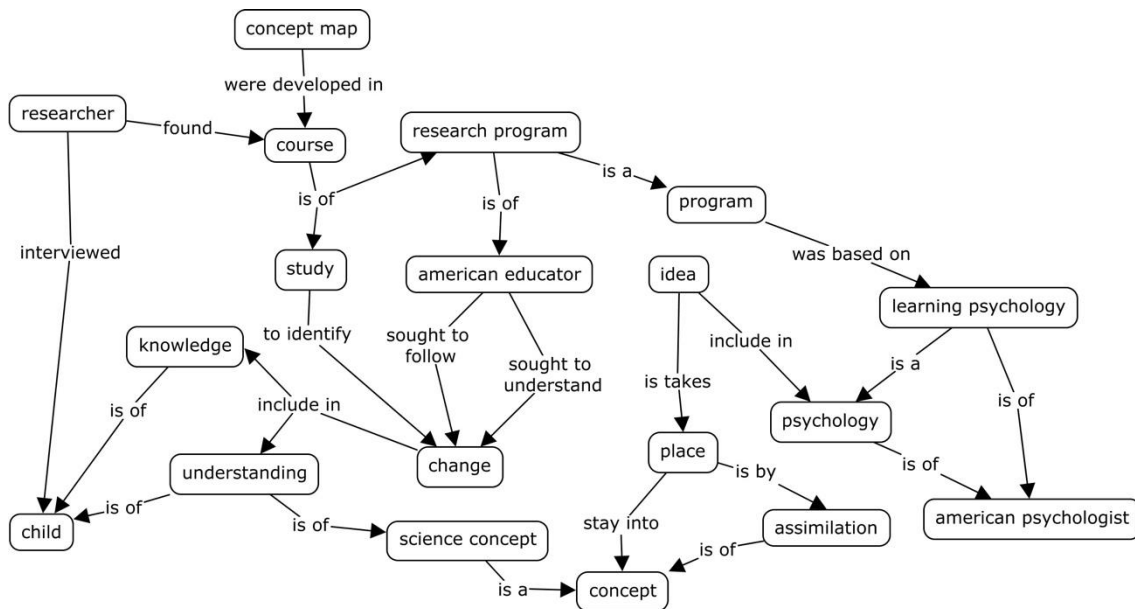 concept map
were developed in
researcher
found
course
research program
is a
is of
is of
program
interviewed
study
american educator
idea
was based on
learning psychology
to identify
sought to
follow
sought to
understand
knowledge
include in
is a
is takes
is of
include in
is of
psychology
understanding
change
place
is of
is by
is of
is of
child
science concept
stay into
assimilation
american psychologist
is of
is a
concept